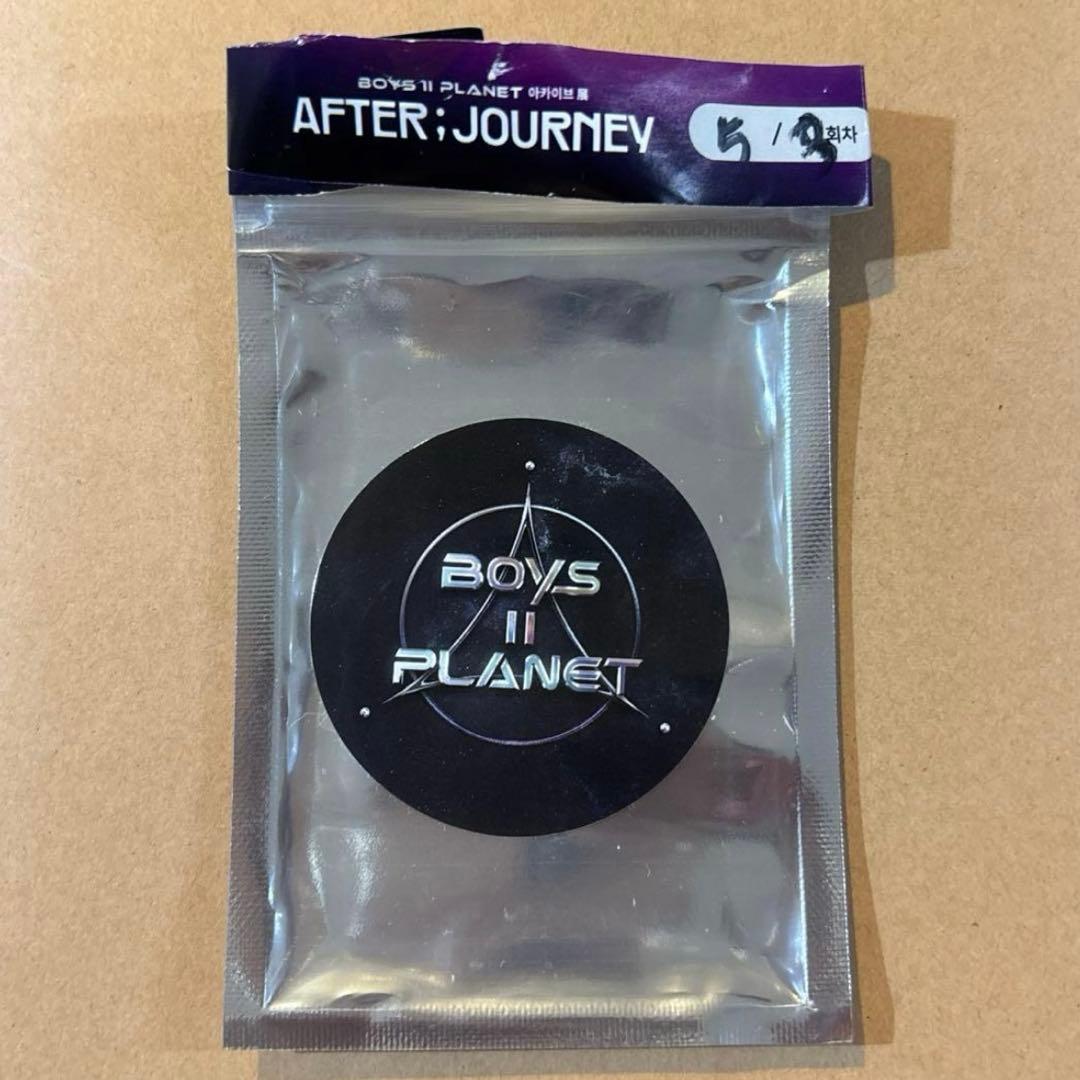 BOYS II PLANET 아카이브 展
AFTER;JOURNEY
5 / 회차
BOYS
II
PLANET